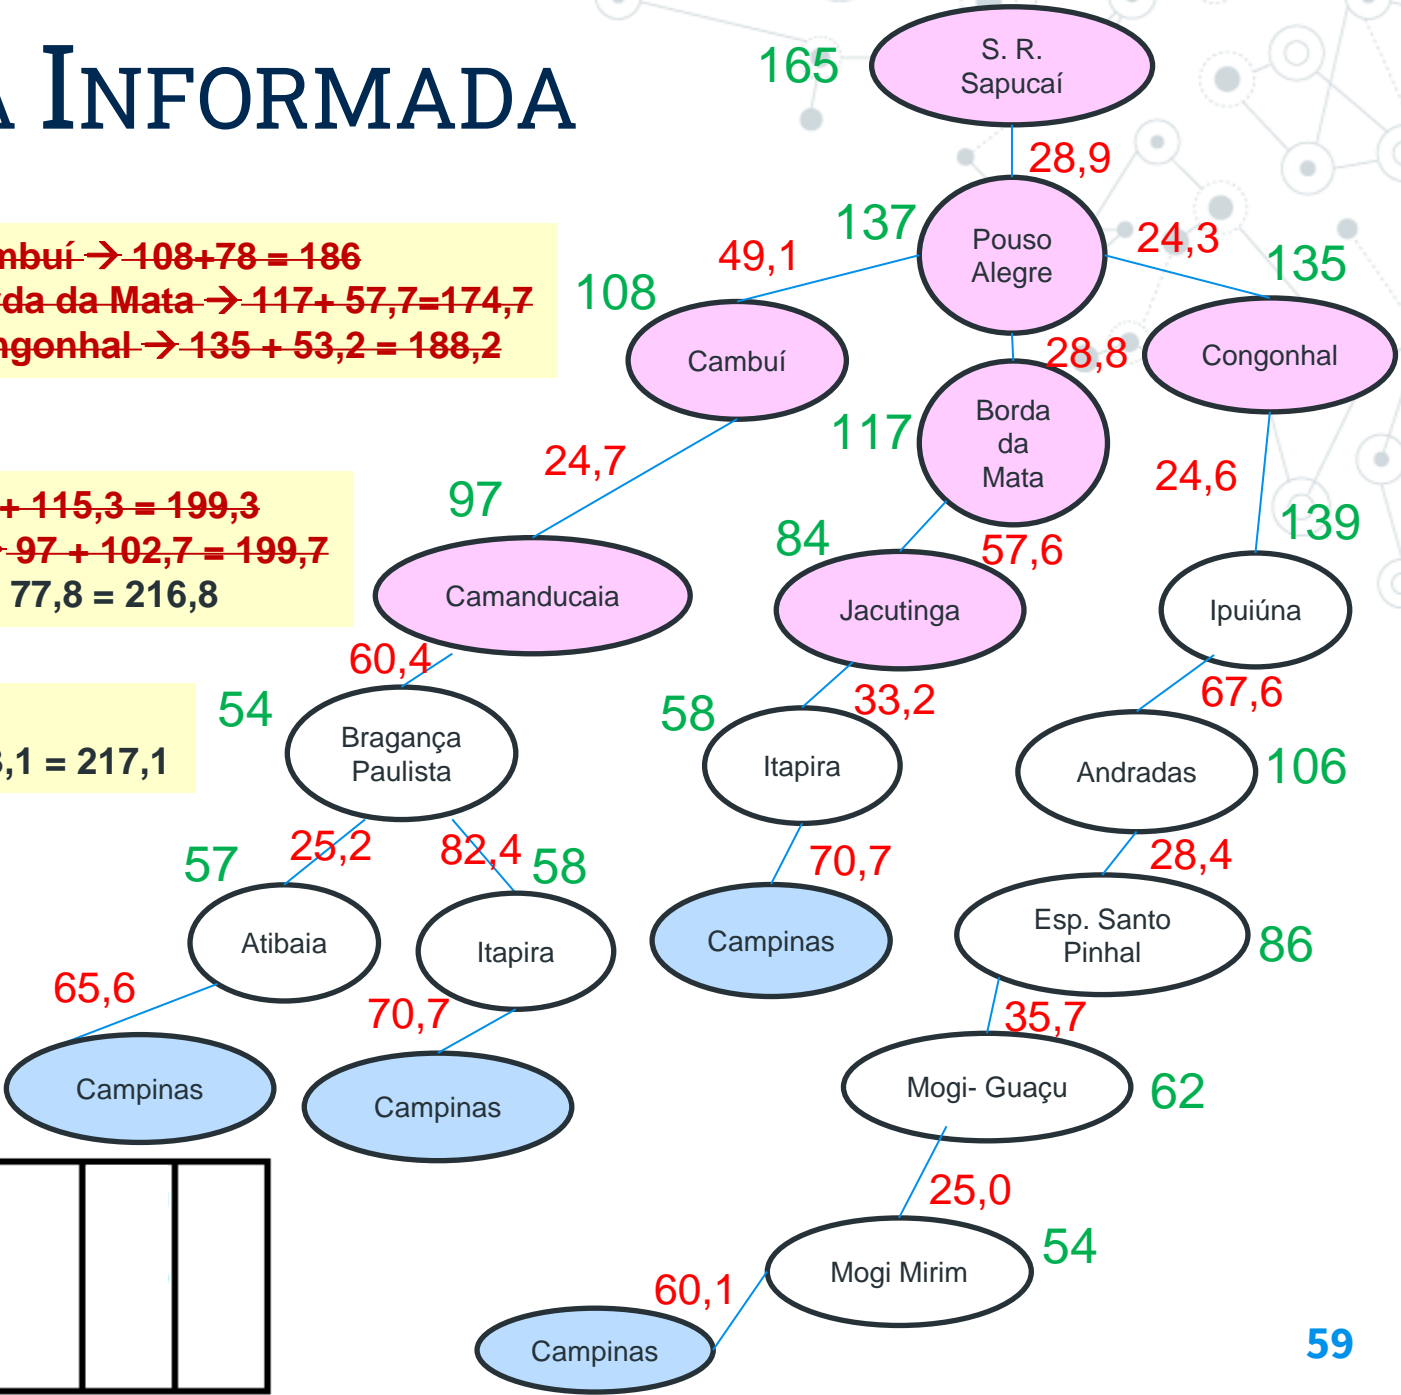 A INFORMADA
mbuí → 108+78 = 186
rda da Mata → 117+ 57,7=174,7
ngonhal → 135 + 53,2 = 188,2
+ 115,3 = 199,3
97 + 102,7 = 199,7
77,8 = 216,8
3,1 = 217,1
165
S. R.
Sapucaí
28,9
137
Pouso
Alegre
49,1
24,3
108
Cambuí
28,8
135
Congonhal
117
Borda
da
Mata
24,7
24,6
97
Camanducaia
84
57,6
Jacutinga
139
Ipuiúna
60,4
33,2
67,6
54
Bragança
Paulista
58
Itapira
Andradas
106
25,2
82,4
70,7
28,4
57
Atibaia
58
Itapira
Campinas
Esp. Santo
Pinhal
86
65,6
70,7
35,7
Campinas
Campinas
Mogi- Guaçu
62
25,0
Mogi Mirim
54
60,1
Campinas
59